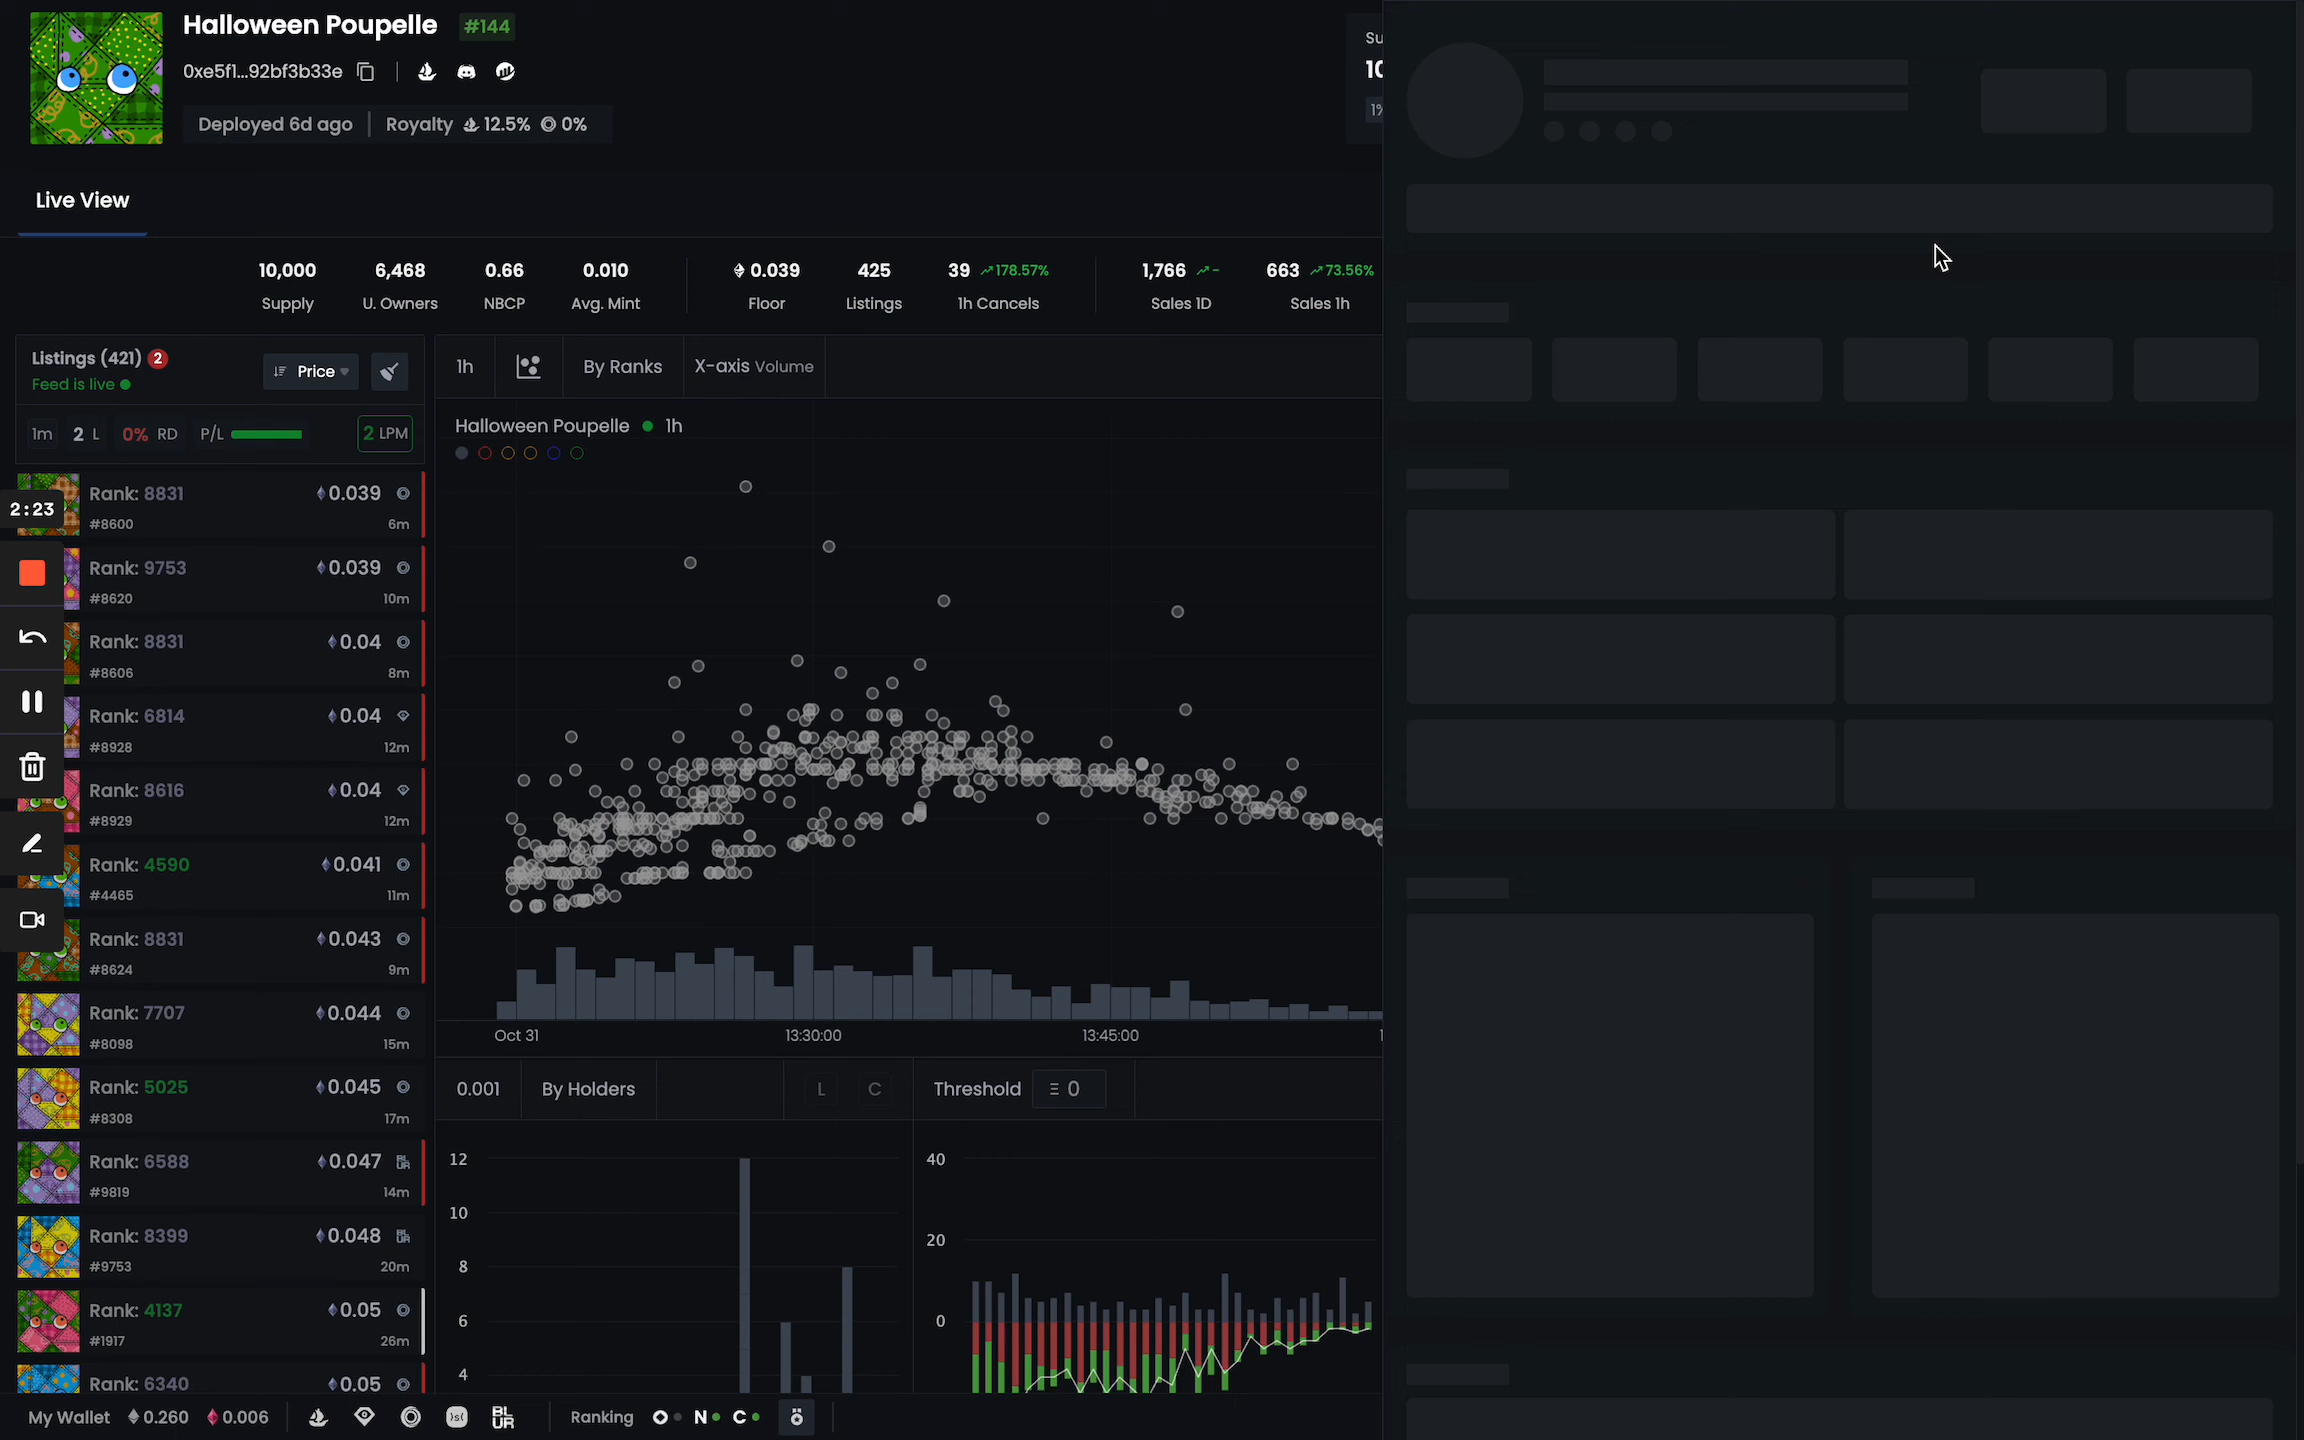 Halloween Poupelle #144
0xe5f1...92bf3b33e
Deployed 6d ago Royalty 12.5% 0%
Su
10
1%
Live View
10,000 6,468 0.66 0.010 0.039 425 39 178.57% 1,766 - 663 73.56%
Supply U. Owners NBCP Avg. Mint Floor Listings 1h Cancels Sales 1D Sales 1h
Listings (421) 2
Feed is live
Price
1h By Ranks X-axis Volume
1m 2 L 0% RD P/L 2 LPM
Halloween Poupelle 1h
Rank: 8831 0.039
#8600 6m
2:23
Rank: 9753 0.039
#8620 10m
Rank: 8831 0.04
#8606 8m
Rank: 6814 0.04
#8928 12m
Rank: 8616 0.04
#8929 12m
Rank: 4590 0.041
#4465 11m
Rank: 8831 0.043
#8624 9m
Rank: 7707 0.044
#8098 15m
Rank: 5025 0.045
#8308 17m
Rank: 6588 0.047 BLUR
#9819 14m
Rank: 8399 0.048 BLUR
#9753 20m
Rank: 4137 0.05
#1917 26m
Rank: 6340 0.05
Oct 31 13:30:00 13:45:00 1
0.001 By Holders L C Threshold 0
12
10
8
6
4
40
20
0
My Wallet 0.260 0.006 BLUR Ranking N C